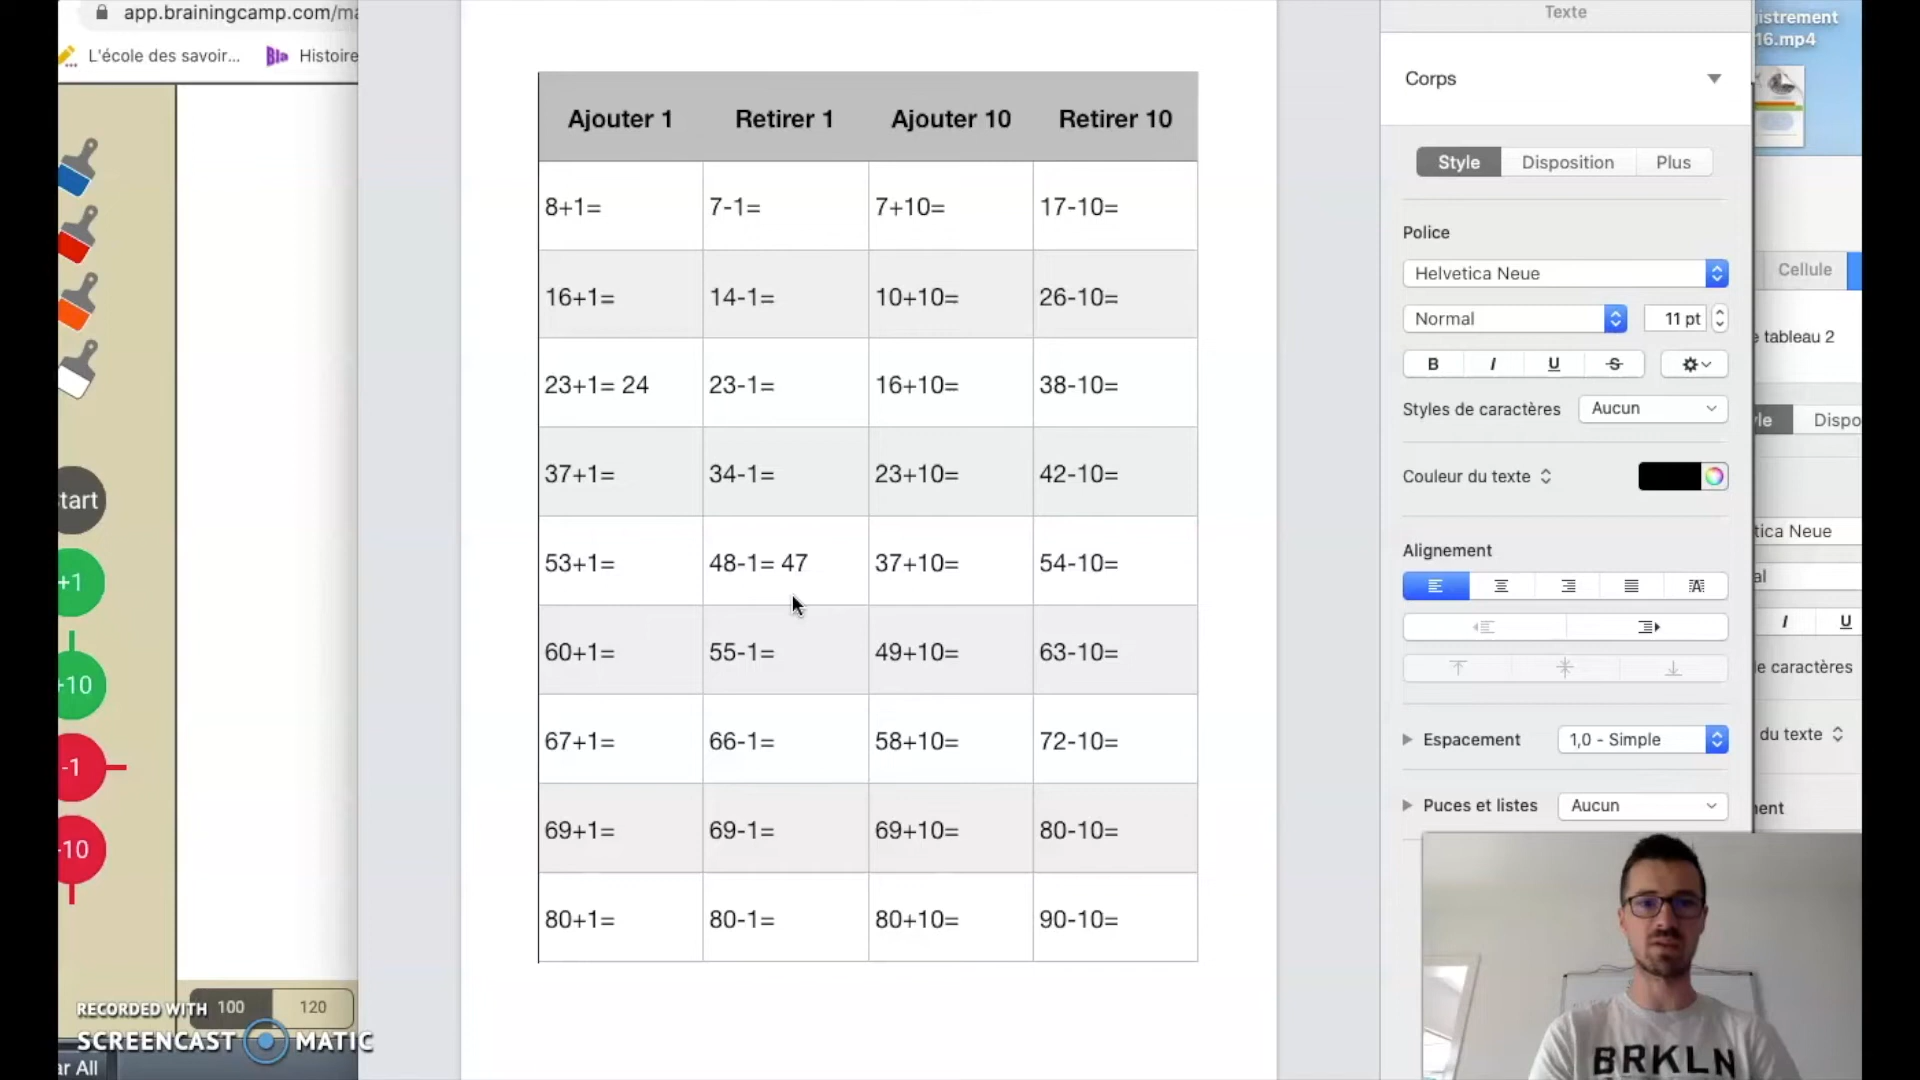 app.brainingcamp.com/ma
L'école des savoir...
Bla Histoire
tart
+1
+10
-1
-10
100 120
RECORDED WITH
SCREENCAST MATIC
ar All
Ajouter 1 Retirer 1 Ajouter 10 Retirer 10
8+1= 7-1= 7+10= 17-10=
16+1= 14-1= 10+10= 26-10=
23+1= 24 23-1= 16+10= 38-10=
37+1= 34-1= 23+10= 42-10=
53+1= 48-1= 47 37+10= 54-10=
60+1= 55-1= 49+10= 63-10=
67+1= 66-1= 58+10= 72-10=
69+1= 69-1= 69+10= 80-10=
80+1= 80-1= 80+10= 90-10=
Texte
Corps
Style Disposition Plus
Police
Helvetica Neue
Normal 11 pt
B I U S
Styles de caractères Aucun
Couleur du texte
Alignement
A
Espacement 1,0 - Simple
Puces et listes Aucun
istrement
16.mp4
Cellule
e tableau 2
le Dispo
tica Neue
al
I U
e caractères
du texte
ent
BRKLN